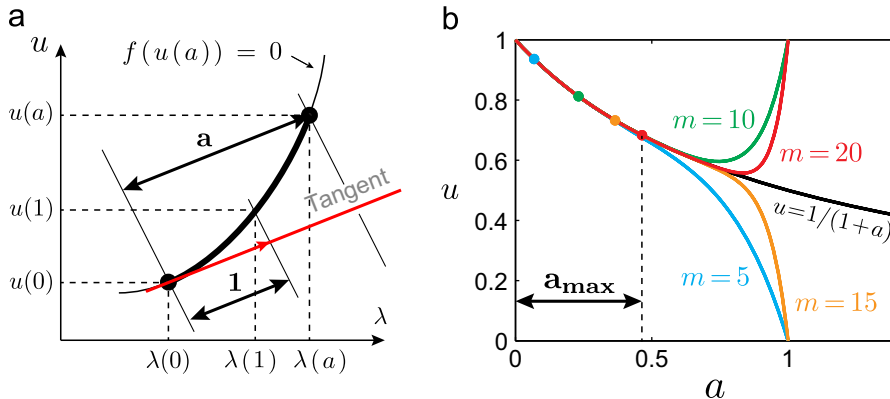 a
u
f(u(a)) = 0
u(a)
a
u(1)
Tangent
u(0)
1
λ
λ(0)
λ(1)
λ(a)
b
1
0.8
m = 10
m = 20
0.6
u
0.4
u=1/(1+a)
m = 5
m = 15
0.2
a_max
0
0
0.5
1
a